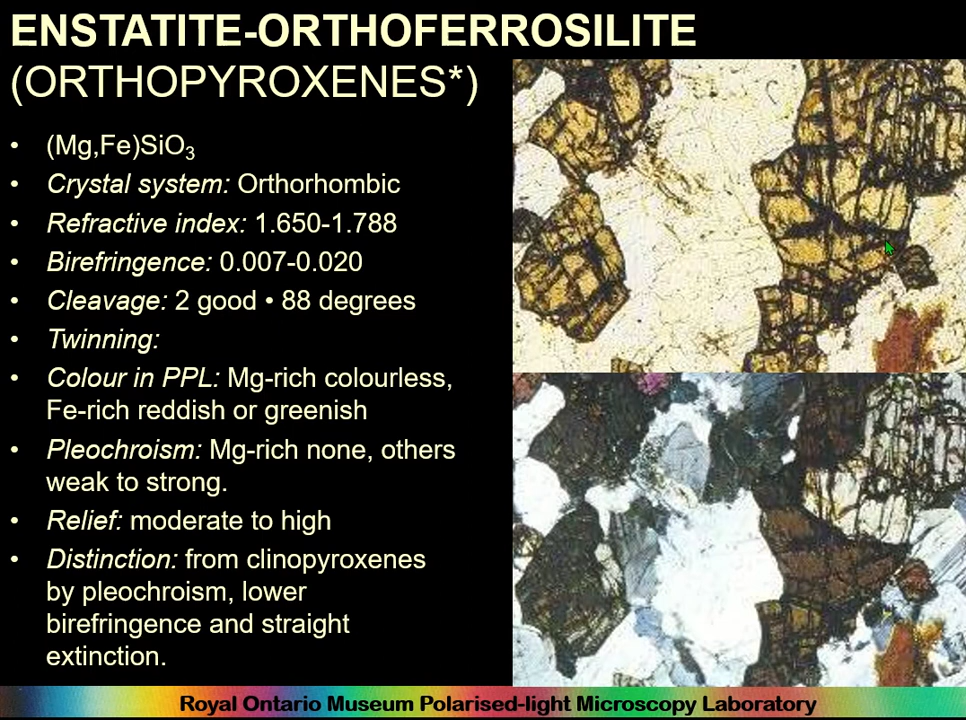 ENSTATITE-ORTHOFERROSILITE
(ORTHOPYROXENES*)
• (Mg,Fe)SiO₃
• Crystal system: Orthorhombic
• Refractive index: 1.650-1.788
• Birefringence: 0.007-0.020
• Cleavage: 2 good • 88 degrees
• Twinning:
• Colour in PPL: Mg-rich colourless,
Fe-rich reddish or greenish
• Pleochroism: Mg-rich none, others
weak to strong.
• Relief: moderate to high
• Distinction: from clinopyroxenes
by pleochroism, lower
birefringence and straight
extinction.
Royal Ontario Museum Polarised-light Microscopy Laboratory